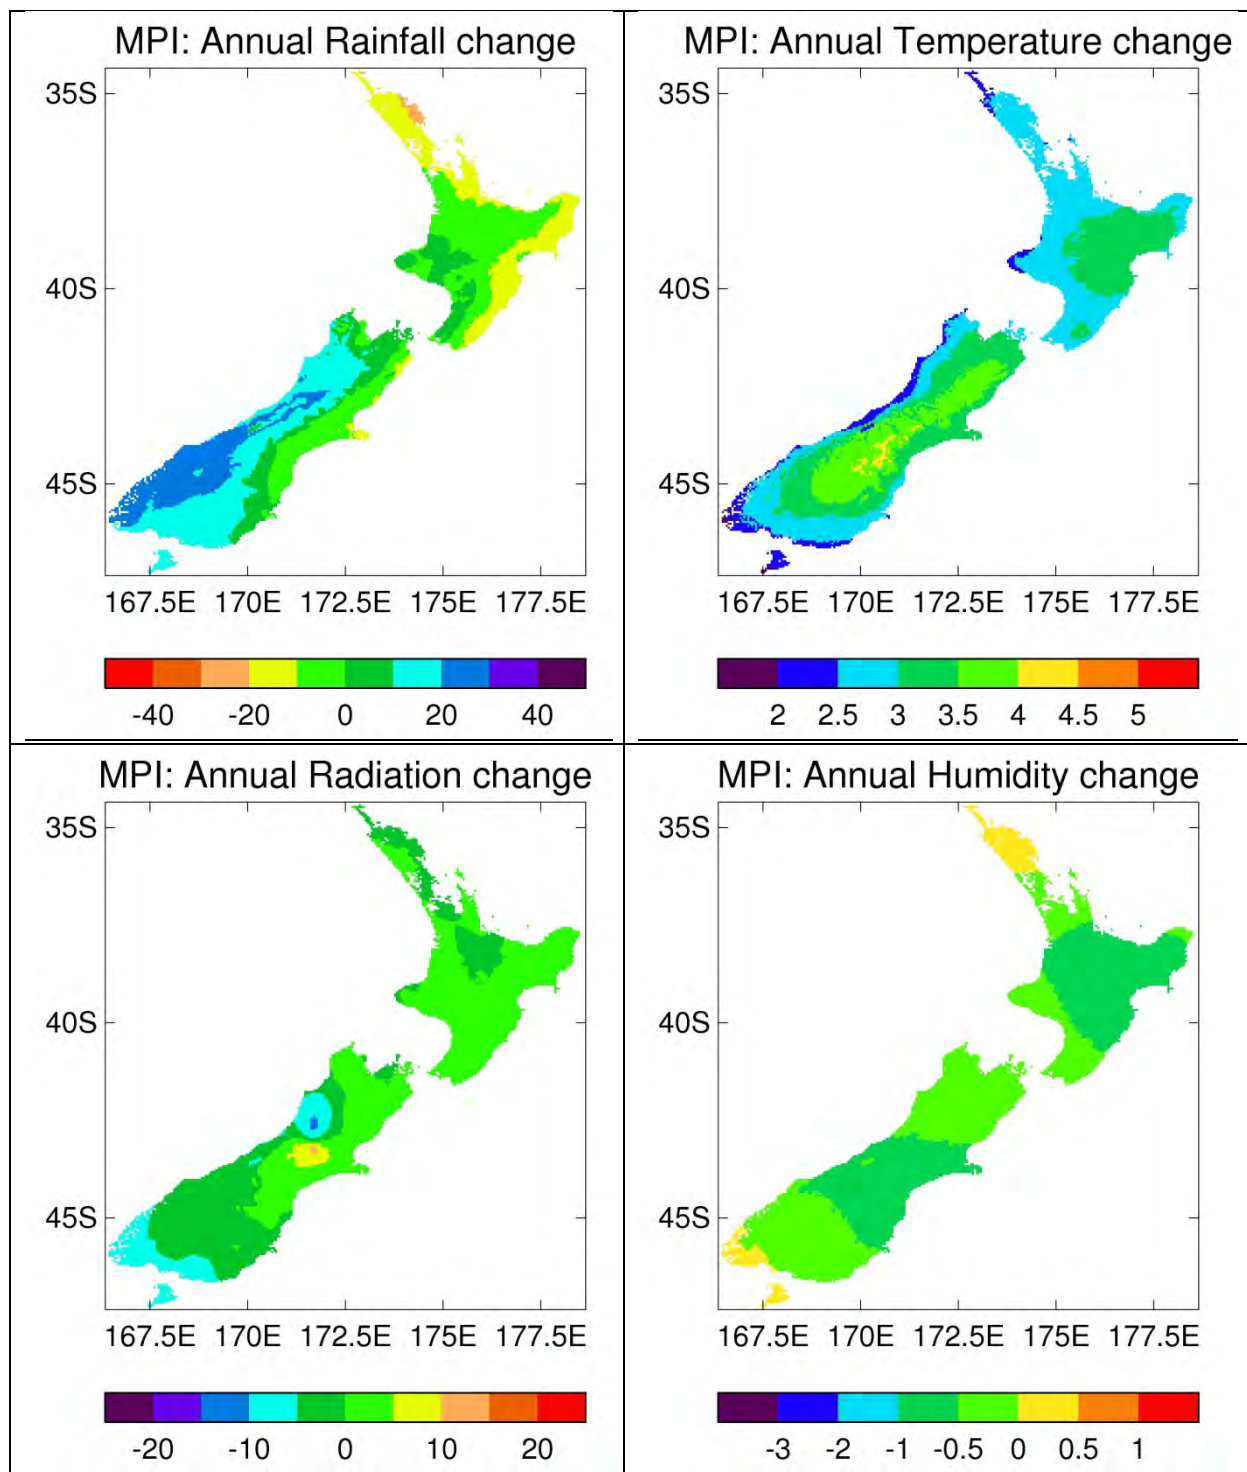 MPI: Annual Rainfall change
35S
40S
45S
167.5E 170E 172.5E 175E 177.5E
-40 -20 0 20 40
MPI: Annual Temperature change
35S
40S
45S
167.5E 170E 172.5E 175E 177.5E
2 2.5 3 3.5 4 4.5 5
MPI: Annual Radiation change
35S
40S
45S
167.5E 170E 172.5E 175E 177.5E
-20 -10 0 10 20
MPI: Annual Humidity change
35S
40S
45S
167.5E 170E 172.5E 175E 177.5E
-3 -2 -1 -0.5 0 0.5 1